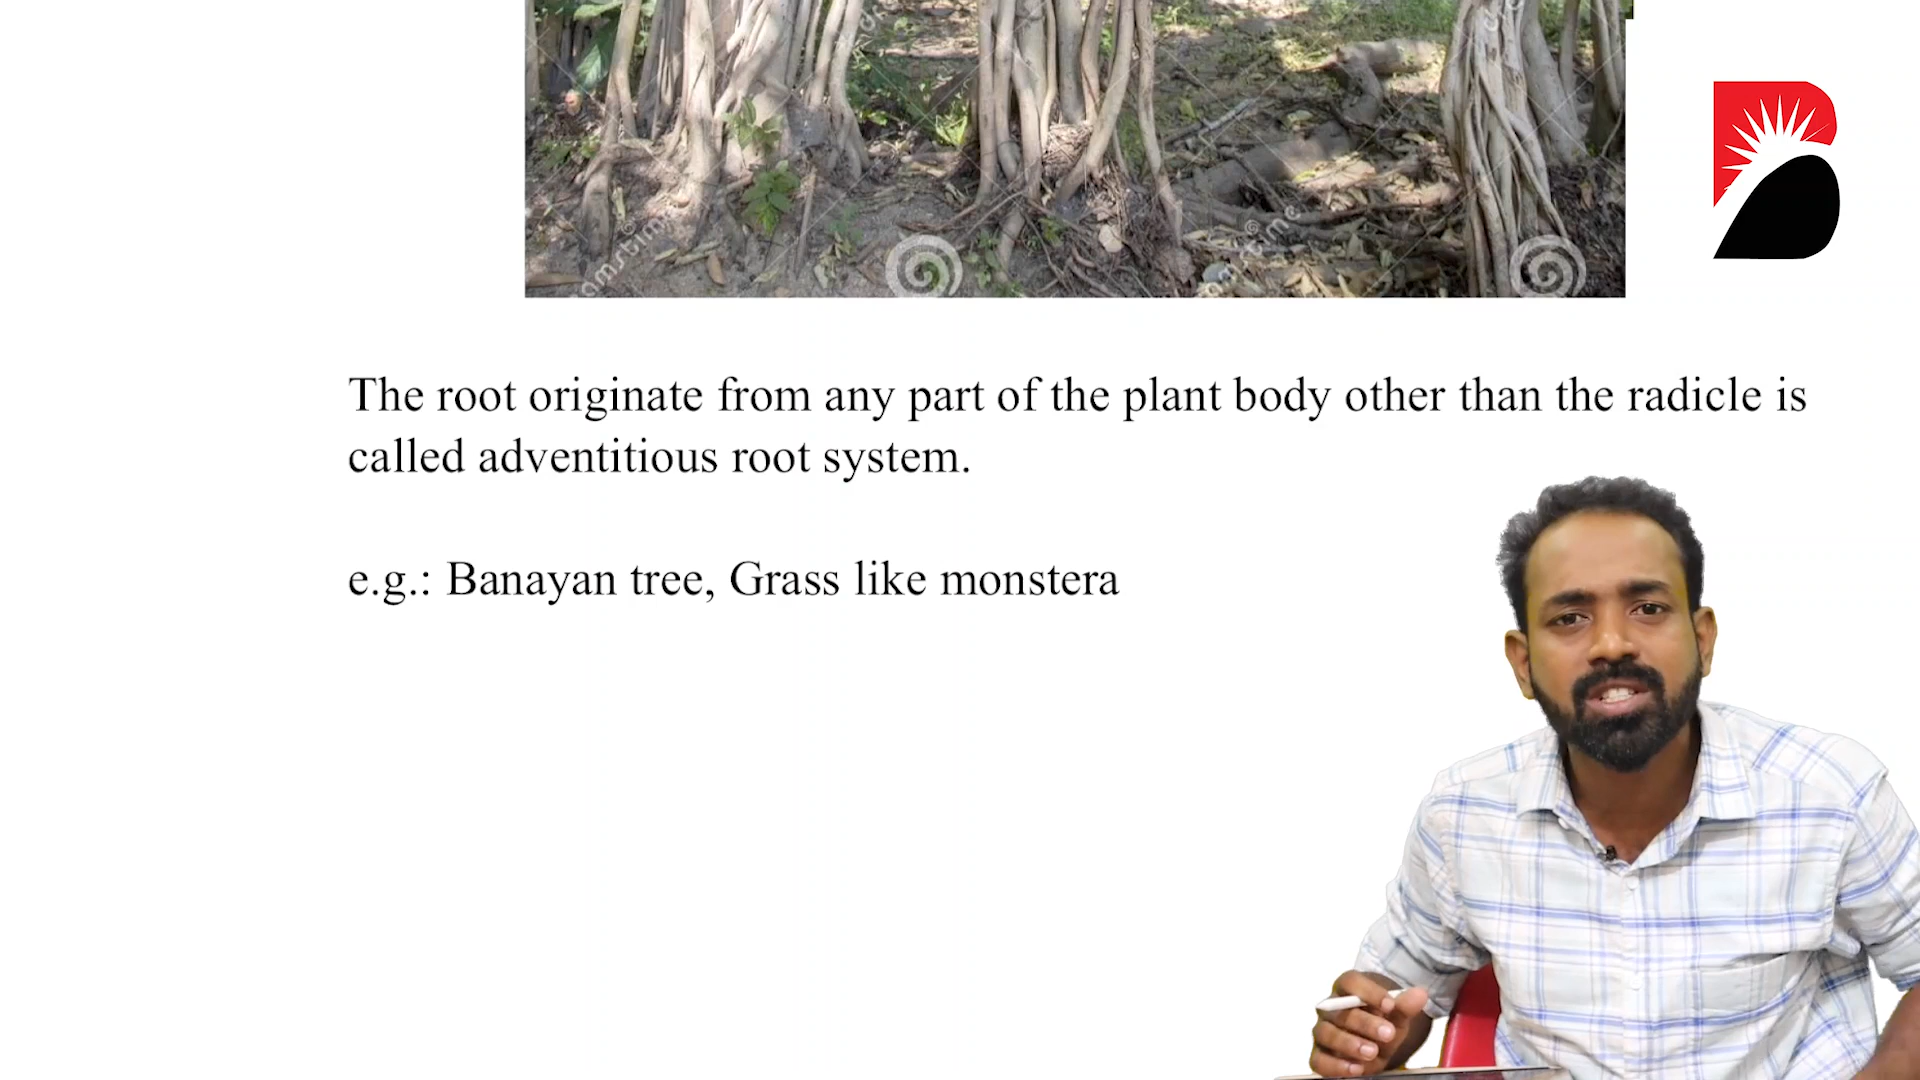 The root originate from any part of the plant body other than the radicle is
called adventitious root system.
e.g.: Banayan tree, Grass like monstera